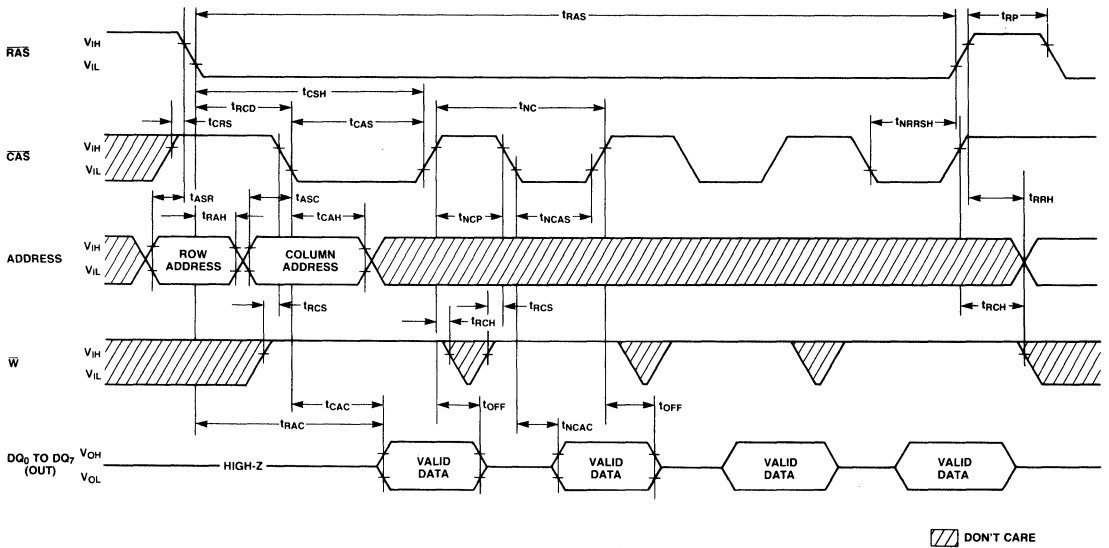 tRAS
tRP
RAS
VIH
VIL
tCSH
tRCD
tNC
tCRS
tCAS
tNRRSH
CAS
VIH
VIL
tASR
tASC
tRAH
tCAH
tNCP
tNCAS
tRRH
ADDRESS
VIH
VIL
ROW
ADDRESS
COLUMN
ADDRESS
tRCS
tRCH
tRCS
tRCH
W
VIH
VIL
tCAC
tOFF
tOFF
tRAC
tNCAC
DQ0 TO DQ7
(OUT)
VOH
VOL
HIGH-Z
VALID
DATA
VALID
DATA
VALID
DATA
VALID
DATA
DON'T CARE